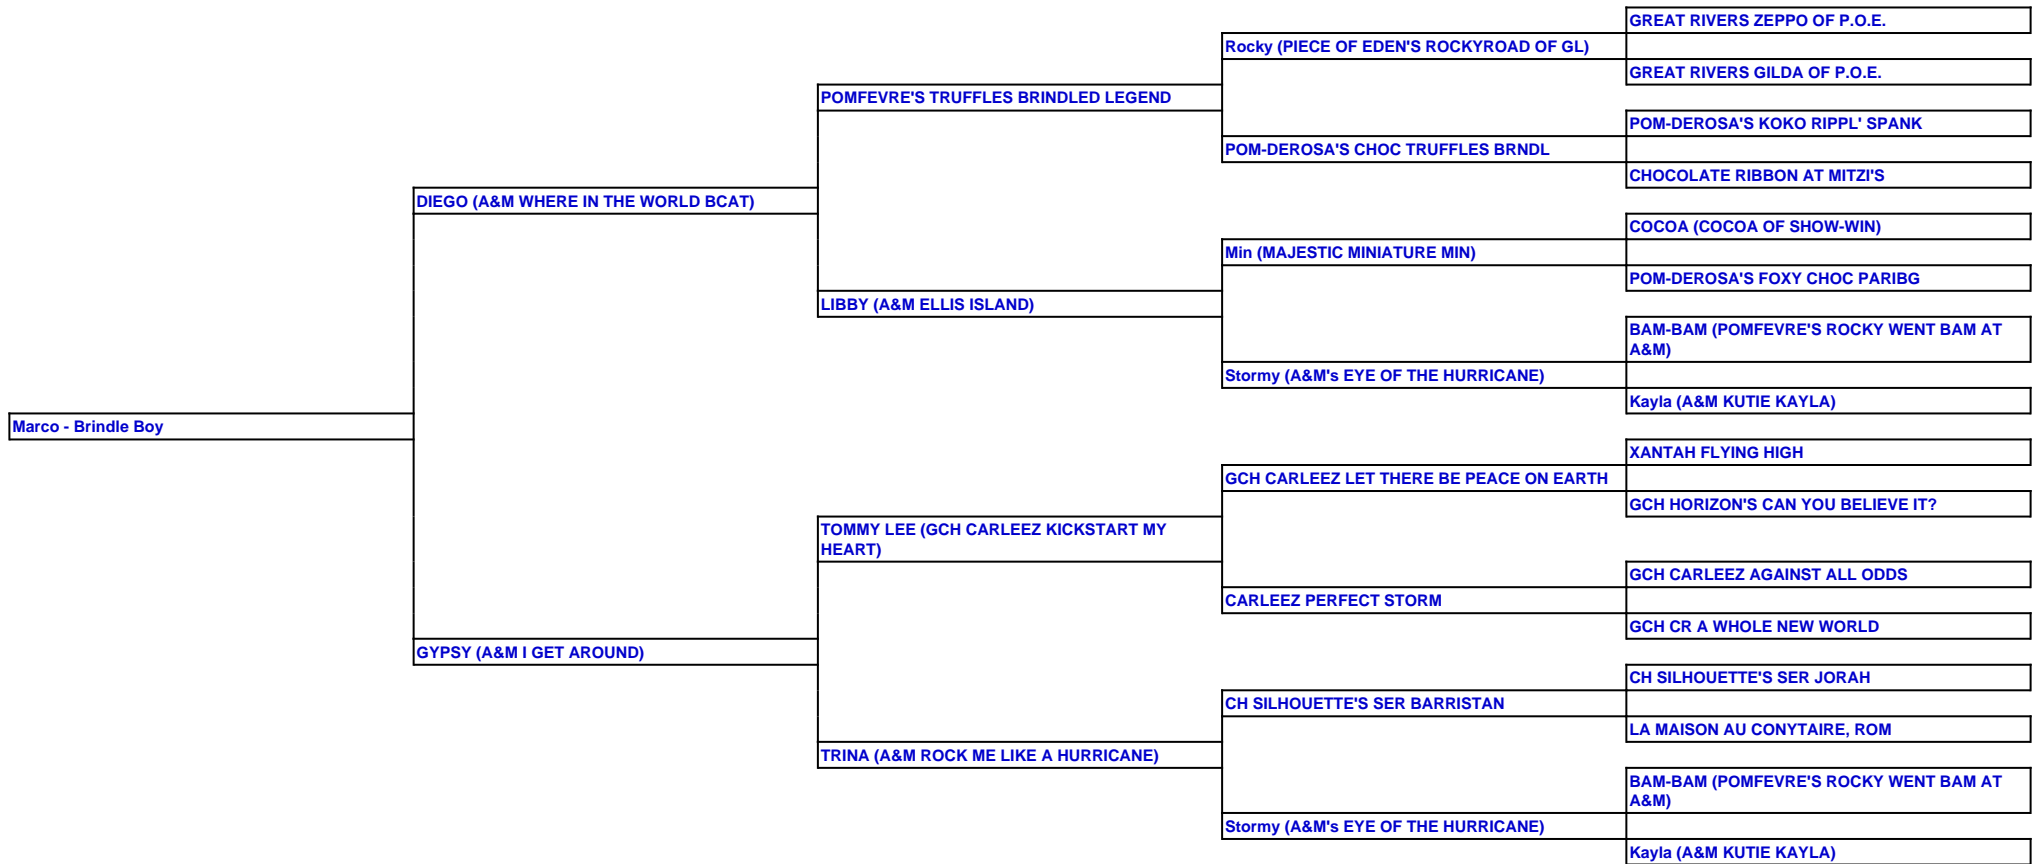 GREAT RIVERS ZEPPO OF P.O.E.
Rocky (PIECE OF EDEN'S ROCKYROAD OF GL)
GREAT RIVERS GILDA OF P.O.E.
POMFEVRE'S TRUFFLES BRINDLED LEGEND
POM-DEROSA'S KOKO RIPPL' SPANK
POM-DEROSA'S CHOC TRUFFLES BRNDL
CHOCOLATE RIBBON AT MITZI'S
DIEGO (A&M WHERE IN THE WORLD BCAT)
COCOA (COCOA OF SHOW-WIN)
Min (MAJESTIC MINIATURE MIN)
POM-DEROSA'S FOXY CHOC PARIBG
LIBBY (A&M ELLIS ISLAND)
BAM-BAM (POMFEVRE'S ROCKY WENT BAM AT
A&M)
Stormy (A&M's EYE OF THE HURRICANE)
Kayla (A&M KUTIE KAYLA)
Marco - Brindle Boy
XANTAH FLYING HIGH
GCH CARLEEZ LET THERE BE PEACE ON EARTH
GCH HORIZON'S CAN YOU BELIEVE IT?
TOMMY LEE (GCH CARLEEZ KICKSTART MY
HEART)
GCH CARLEEZ AGAINST ALL ODDS
CARLEEZ PERFECT STORM
GCH CR A WHOLE NEW WORLD
GYPSY (A&M I GET AROUND)
CH SILHOUETTE'S SER JORAH
CH SILHOUETTE'S SER BARRISTAN
LA MAISON AU CONYTAIRE, ROM
TRINA (A&M ROCK ME LIKE A HURRICANE)
BAM-BAM (POMFEVRE'S ROCKY WENT BAM AT
A&M)
Stormy (A&M's EYE OF THE HURRICANE)
Kayla (A&M KUTIE KAYLA)